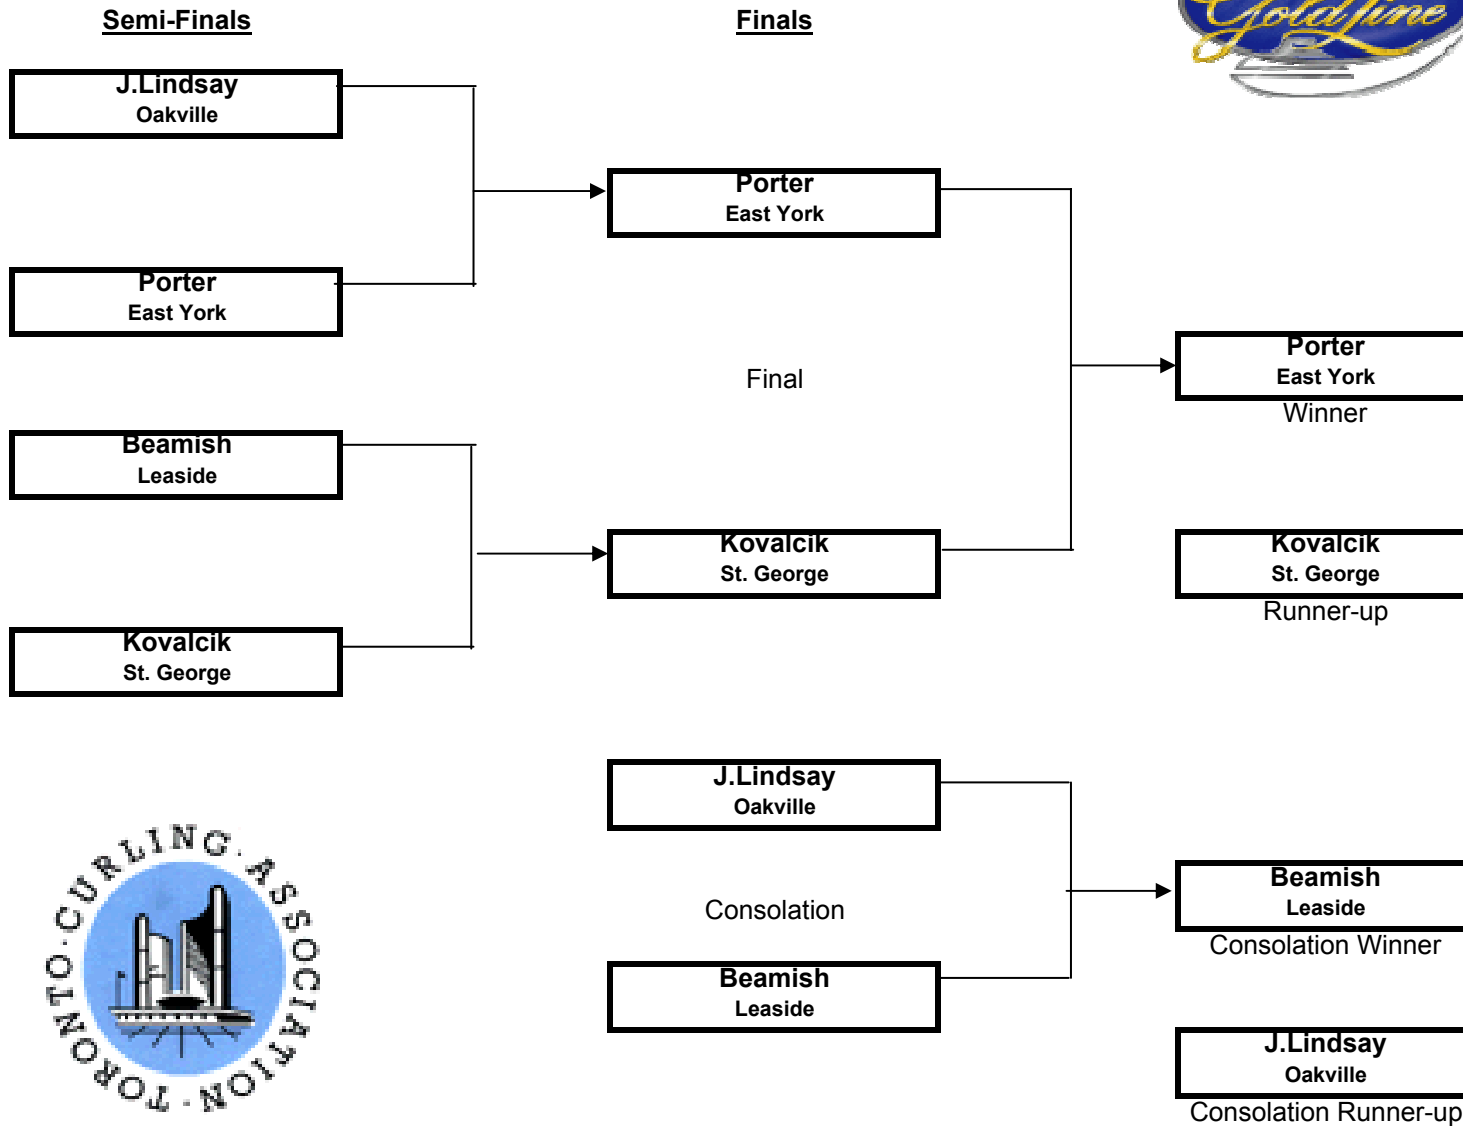 Semi-Finals
Finals
Goldline
J.Lindsay
Oakville
Porter
East York
Porter
East York
Porter
East York
Final
Winner
Beamish
Leaside
Kovalcik
St. George
Kovalcik
St. George
Runner-up
Kovalcik
St. George
J.Lindsay
Oakville
Consolation
Beamish
Leaside
Consolation Winner
Beamish
Leaside
J.Lindsay
Oakville
Consolation Runner-up
TORONTO·CURLING·ASSOCIATION·